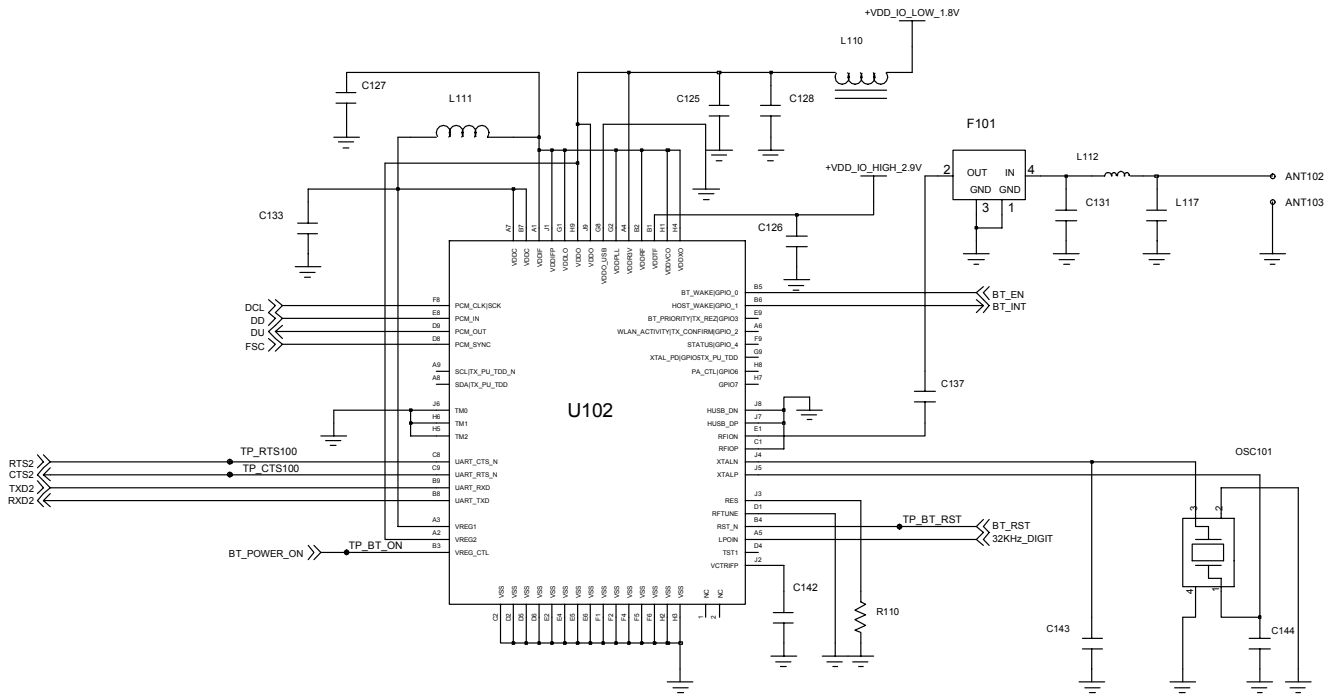 +VDD_IO_LOW_1.8V
L110
C127
L111
C125
C128
F101
+VDD_IO_HIGH_2.9V
2
OUT IN
GND GND
3 1
4
L112
ANT102
ANT103
C131
L117
C133
C126
A7 B7 A1 J1 G1 H9 J9 G8 G2 A4 B2 B1 H1 H4
VDDC VDDC VDDIF VDDIFP VDDLO VDDO VDDO VDDO_USB VDDPLL VDDR3V VDDRF VDDTF VDDVCO VDDXO
DCL F8 PCM_CLK|SCK
DD E8 PCM_IN
DU D9 PCM_OUT
FSC D8 PCM_SYNC
A9 SCL|TX_PU_TDD_N
A8 SDA|TX_PU_TDD
J6 TM0
H6 TM1
H5 TM2
RTS2 TP_RTS100 C8 UART_CTS_N
CTS2 TP_CTS100 C9 UART_RTS_N
TXD2 B9 UART_RXD
RXD2 B8 UART_TXD
A3 VREG1
A2 VREG2
BT_POWER_ON TP_BT_ON B3 VREG_CTL
U102
BT_WAKE|GPIO_0 B5 BT_EN
HOST_WAKE|GPIO_1 B6 BT_INT
BT_PRIORITY|TX_REZ|GPIO3 E9
WLAN_ACTIVITY|TX_CONFIRM|GPIO_2 A6
STATUS|GPIO_4 F9
XTAL_PD|GPIO5TX_PU_TDD G9
PA_CTL|GPIO6 H8
GPIO7 H7
C137
HUSB_DN J8
HUSB_DP J7
RFION E1
RFIOP C1
XTALN J4
XTALP J5
RES J3
RFTUNE D1
RST_N B4 TP_BT_RST BT_RST
LPOIN A5 32KHz_DIGIT
TST1 D4
VCTRIFP J2
OSC101
3 2
4 1
C142
R110
C143
C144
VSS VSS VSS VSS VSS VSS VSS VSS VSS VSS VSS VSS VSS VSS VSS NC NC
C2 D2 D5 D6 E2 E4 E5 E6 F1 F2 F4 F5 F6 H2 H3 1 2